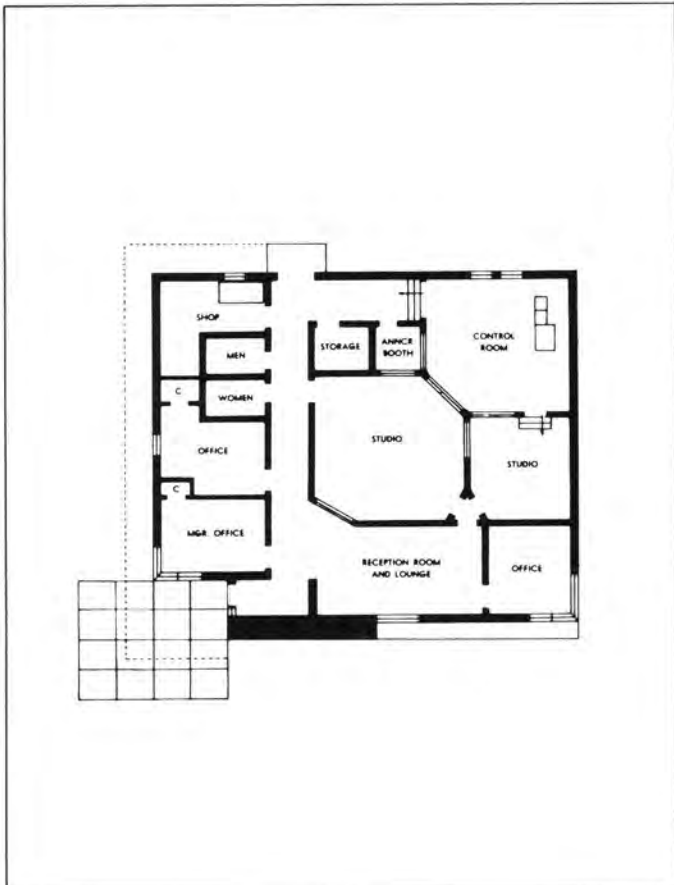 SHOP
MEN
STORAGE
ANNCR
BOOTH
CONTROL
ROOM
C
WOMEN
OFFICE
STUDIO
STUDIO
C
MGR. OFFICE
RECEPTION ROOM
AND LOUNGE
OFFICE